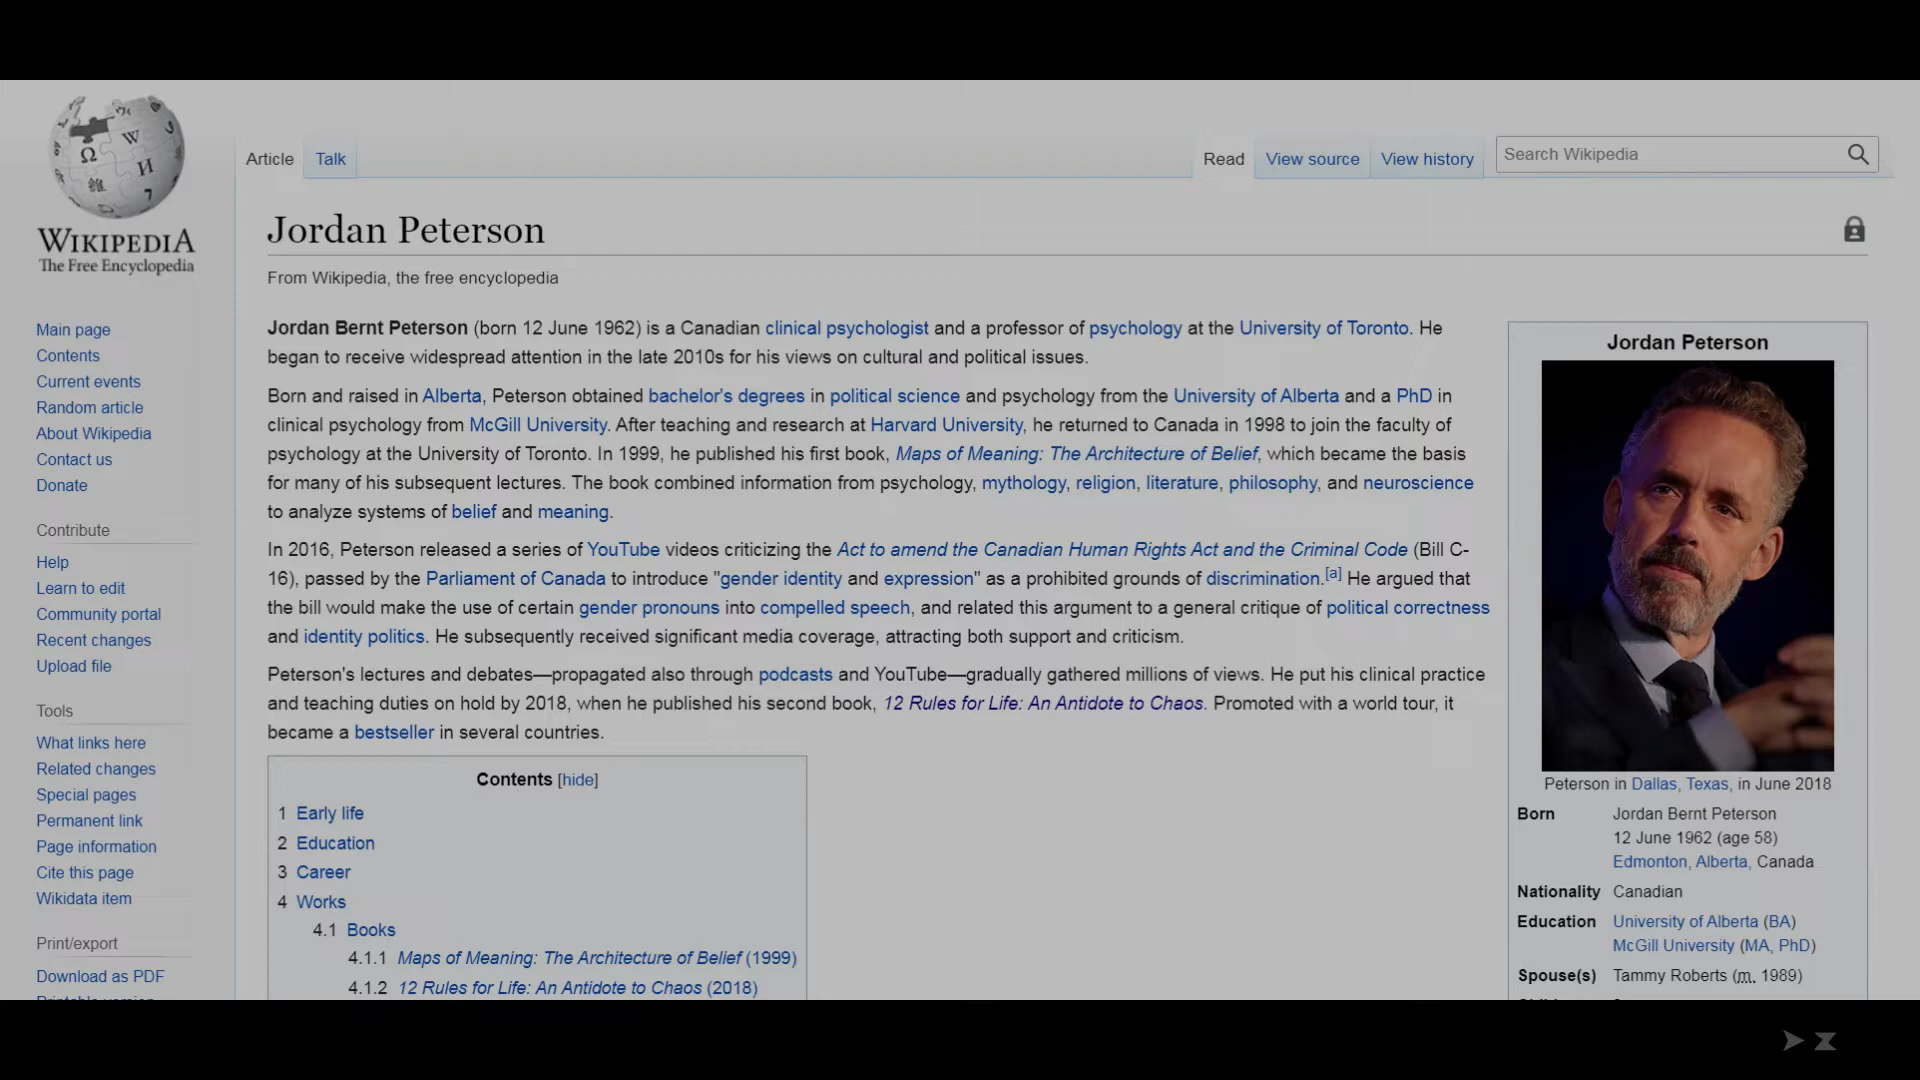 WIKIPEDIA
The Free Encyclopedia
Main page
Contents
Current events
Random article
About Wikipedia
Contact us
Donate
Contribute
Help
Learn to edit
Community portal
Recent changes
Upload file
Tools
What links here
Related changes
Special pages
Permanent link
Page information
Cite this page
Wikidata item
Print/export
Download as PDF
Article Talk
Read View source View history Search Wikipedia
Jordan Peterson
From Wikipedia, the free encyclopedia
Jordan Bernt Peterson (born 12 June 1962) is a Canadian clinical psychologist and a professor of psychology at the University of Toronto. He
began to receive widespread attention in the late 2010s for his views on cultural and political issues.
Born and raised in Alberta, Peterson obtained bachelor's degrees in political science and psychology from the University of Alberta and a PhD in
clinical psychology from McGill University. After teaching and research at Harvard University, he returned to Canada in 1998 to join the faculty of
psychology at the University of Toronto. In 1999, he published his first book, Maps of Meaning: The Architecture of Belief, which became the basis
for many of his subsequent lectures. The book combined information from psychology, mythology, religion, literature, philosophy, and neuroscience
to analyze systems of belief and meaning.
In 2016, Peterson released a series of YouTube videos criticizing the Act to amend the Canadian Human Rights Act and the Criminal Code (Bill C-
16), passed by the Parliament of Canada to introduce "gender identity and expression" as a prohibited grounds of discrimination.[a] He argued that
the bill would make the use of certain gender pronouns into compelled speech, and related this argument to a general critique of political correctness
and identity politics. He subsequently received significant media coverage, attracting both support and criticism.
Peterson's lectures and debates—propagated also through podcasts and YouTube—gradually gathered millions of views. He put his clinical practice
and teaching duties on hold by 2018, when he published his second book, 12 Rules for Life: An Antidote to Chaos. Promoted with a world tour, it
became a bestseller in several countries.
Contents [hide]
1 Early life
2 Education
3 Career
4 Works
4.1 Books
4.1.1 Maps of Meaning: The Architecture of Belief (1999)
4.1.2 12 Rules for Life: An Antidote to Chaos (2018)
Jordan Peterson
Peterson in Dallas, Texas, in June 2018
Born Jordan Bernt Peterson
12 June 1962 (age 58)
Edmonton, Alberta, Canada
Nationality Canadian
Education University of Alberta (BA)
McGill University (MA, PhD)
Spouse(s) Tammy Roberts (m. 1989)